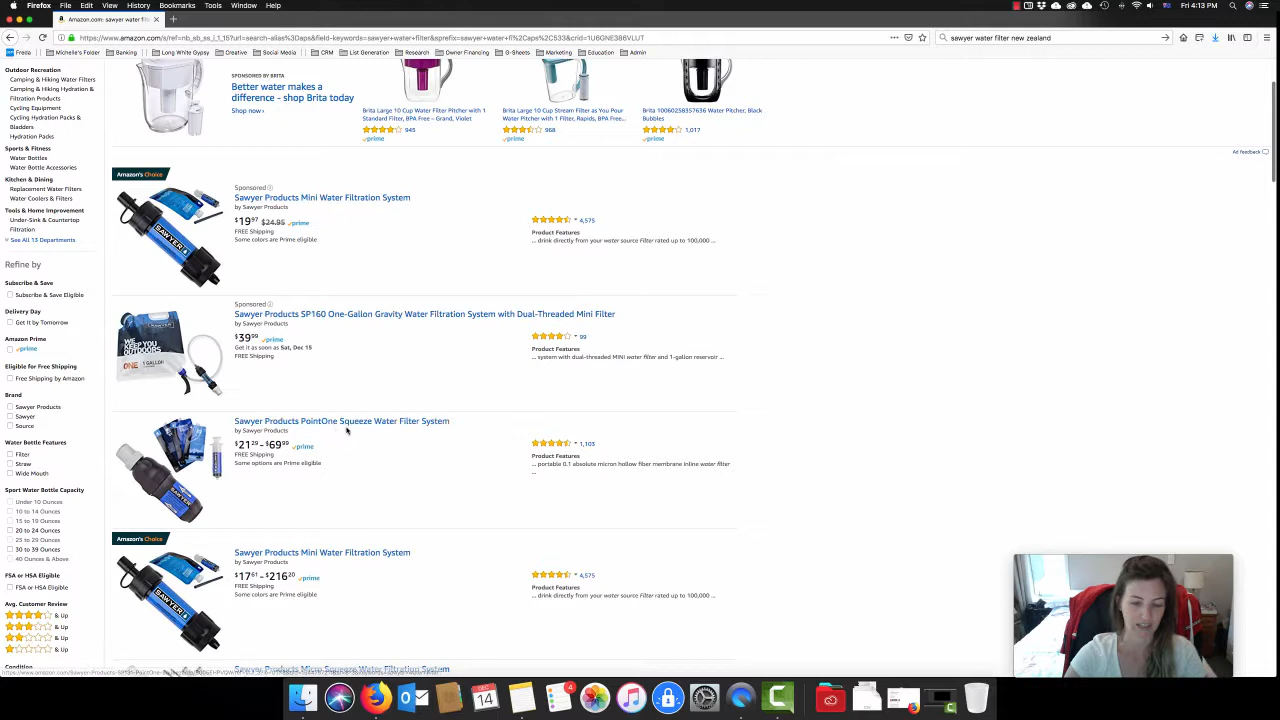 Firefox File Edit View History Bookmarks Tools Window Help
Fri 4:13 PM
Amazon.com: sawyer water fil
https://www.amazon.com/s/ref=nb_sb_ss_i_1_15?url=search-alias%3Daps&field-keywords=sawyer+water+filter&sprefix=sawyer+water+fi%2Caps%2C533&crid=1U6GNE386VLUT
sawyer water filter new zealand
Freda Michelle's Folder Banking Long White Gypsy Creative Social Media CRM List Generation Research Owner Financing G-Sheets Marketing Education Admin
Outdoor Recreation
Camping & Hiking Water Filters
Camping & Hiking Hydration &
Filtration Products
Cycling Equipment
Cycling Hydration Packs &
Bladders
Hydration Packs
Sports & Fitness
Water Bottles
Water Bottle Accessories
Kitchen & Dining
Replacement Water Filters
Water Coolers & Filters
Tools & Home Improvement
Under-Sink & Countertop
Filtration
See All 13 Departments
Refine by
Subscribe & Save
Subscribe & Save Eligible
Delivery Day
Get It by Tomorrow
Amazon Prime
prime
Eligible for Free Shipping
Free Shipping by Amazon
Brand
Sawyer Products
Sawyer
Source
Water Bottle Features
Filter
Straw
Wide Mouth
Sport Water Bottle Capacity
Under 10 Ounces
10 to 14 Ounces
15 to 19 Ounces
20 to 24 Ounces
25 to 29 Ounces
30 to 39 Ounces
40 Ounces & Above
FSA or HSA Eligible
FSA or HSA Eligible
Avg. Customer Review
& Up
& Up
& Up
& Up
Condition
SPONSORED BY BRITA
Better water makes a
difference - shop Brita today
Shop now ›
Brita Large 10 Cup Water Filter Pitcher with 1
Standard Filter, BPA Free – Grand, Violet
945
prime
Brita Large 10 Cup Stream Filter as You Pour
Water Pitcher with 1 Filter, Rapids, BPA Free...
968
prime
Brita 10060258357636 Water Pitcher, Black
Bubbles
1,017
prime
Ad feedback
Amazon's Choice
Sponsored
Sawyer Products Mini Water Filtration System
by Sawyer Products
$19 97 $24.95 prime
FREE Shipping
Some colors are Prime eligible
4,575
Product Features
... drink directly from your water source Filter rated up to 100,000 ...
SAWYER
Sponsored
Sawyer Products SP160 One-Gallon Gravity Water Filtration System with Dual-Threaded Mini Filter
by Sawyer Products
$39 99 prime
Get it as soon as Sat, Dec 15
FREE Shipping
99
Product Features
... system with dual-threaded MINI water filter and 1-gallon reservoir ...
WE
KEEP YOU
OUTDOORS
ONE 1 GALLON
Sawyer Products PointOne Squeeze Water Filter System
by Sawyer Products
$21 29 - $69 99 prime
FREE Shipping
Some options are Prime eligible
1,103
Product Features
... portable 0.1 absolute micron hollow fiber membrane inline water filter
...
SAWYER
Amazon's Choice
Sawyer Products Mini Water Filtration System
by Sawyer Products
$17 61 - $216 20 prime
FREE Shipping
Some colors are Prime eligible
4,575
Product Features
... drink directly from your water source Filter rated up to 100,000 ...
SAWYER
Sawyer Products Micro Squeeze Water Filtration System
DEC
14
4